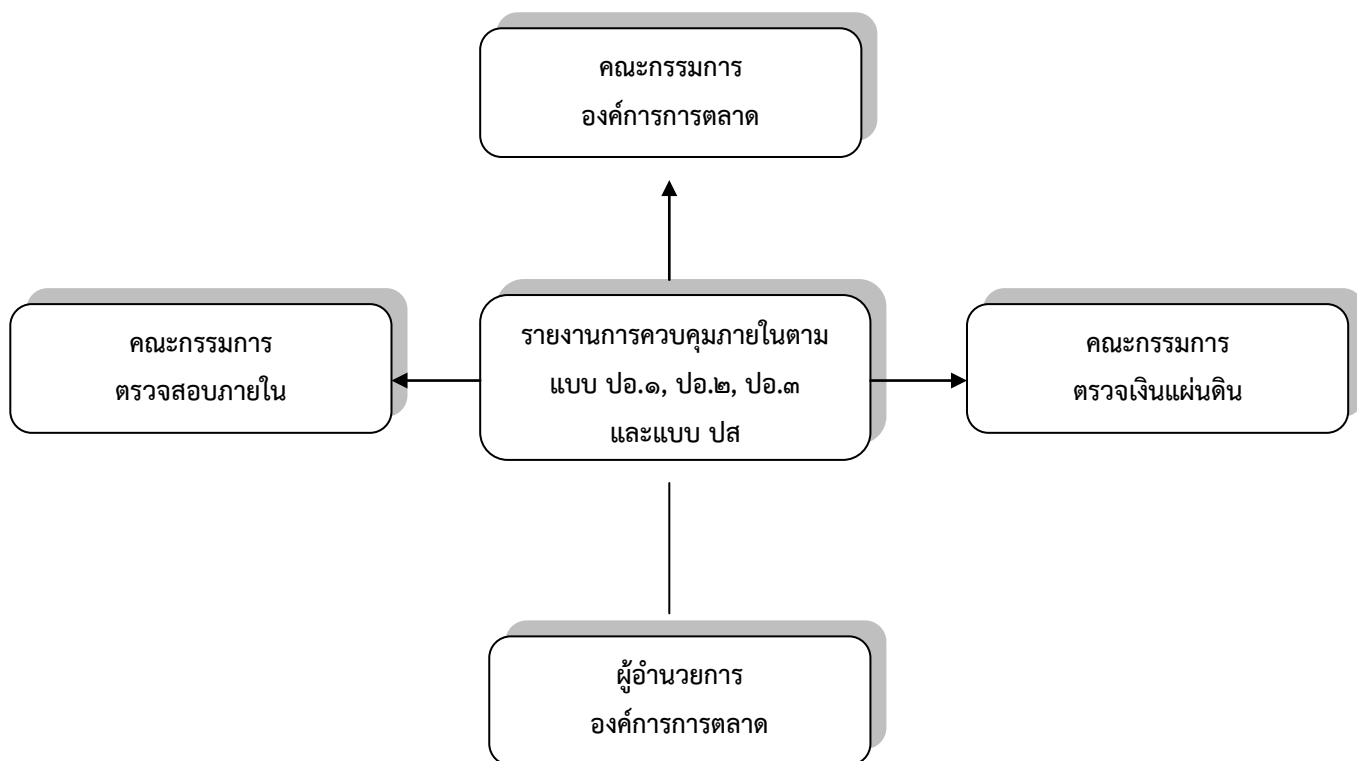 คณะกรรมการ
องค์การการตลาด
คณะกรรมการ
ตรวจสอบภายใน
รายงานการควบคุมภายในตาม
แบบ ปอ.๑, ปอ.๒, ปอ.๓
และแบบ ปส
คณะกรรมการ
ตรวจเงินแผ่นดิน
ผู้อำนวยการ
องค์การการตลาด